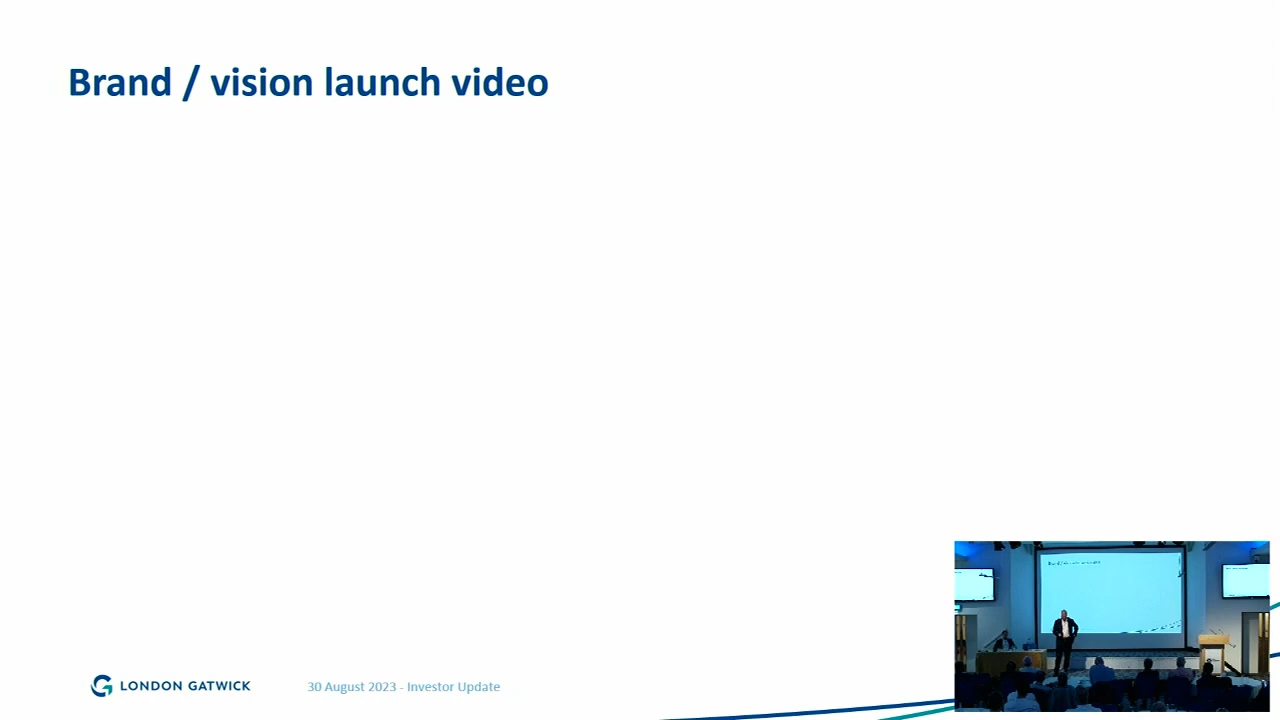 Brand / vision launch video
LONDON GATWICK
30 August 2023 - Investor Update